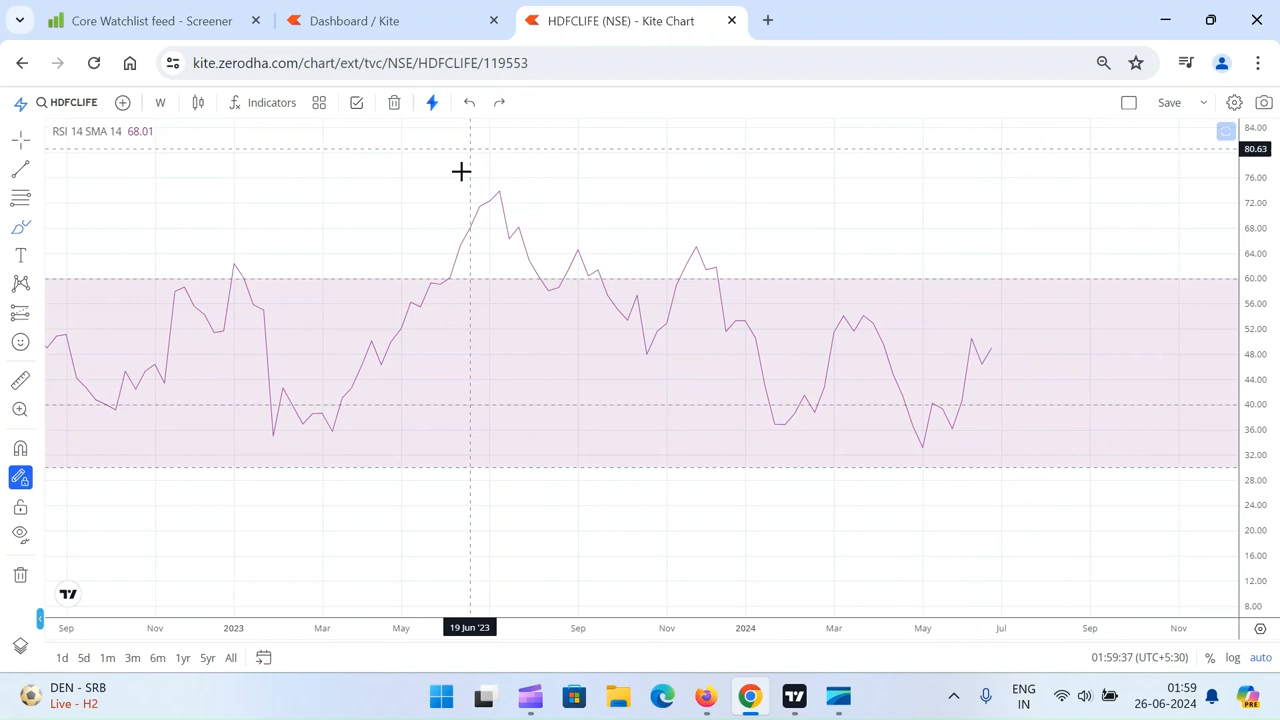 Core Watchlist feed - Screener
Dashboard / Kite
HDFCLIFE (NSE) - Kite Chart
kite.zerodha.com/chart/ext/tvc/NSE/HDFCLIFE/119553
HDFCLIFE W Indicators Save
RSI 14 SMA 14 68.01
84.00
80.63
76.00
72.00
68.00
64.00
60.00
56.00
52.00
48.00
44.00
40.00
36.00
32.00
28.00
24.00
20.00
16.00
12.00
8.00
Sep Nov 2023 Mar May 19 Jun '23 Sep Nov 2024 Mar May Jul Sep Nov
1d 5d 1m 3m 6m 1yr 5yr All 01:59:37 (UTC+5:30) % log auto
DEN - SRB
Live - H2
ENG
IN
01:59
26-06-2024
PRE